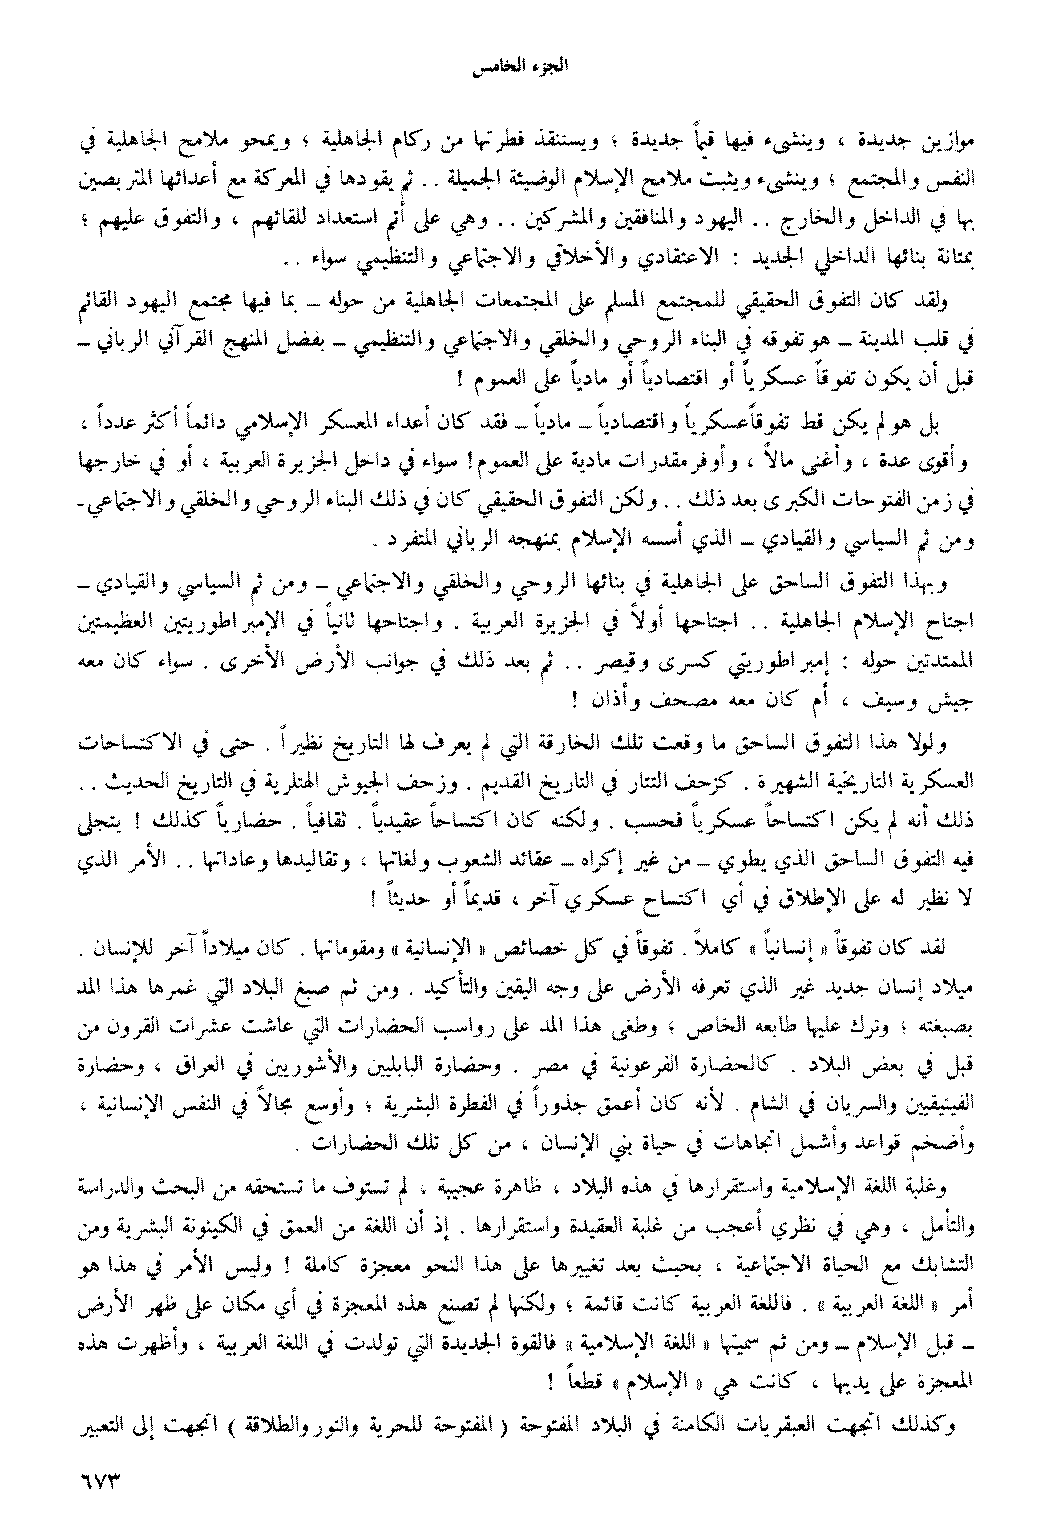 الجزء الخامس
موازين جديدة ، وينشىء فيها قيماً جديدة ؛ ويستنقذ فطرتها من ركام الجاهلية ؛ ويمحو ملامح الجاهلية في
النفس والمجتمع ؛ وينشىء ويثبت ملامح الإسلام الوضيئة الجميلة .. ثم يقودها في المعركة مع أعدائها المتربصين
بها في الداخل والخارج .. اليهود والمنافقين والمشركين .. وهي على أتم استعداد للقائهم ، والتفوق عليهم ؛
بمتانة بنائها الداخلي الجديد : الاعتقادي والأخلاقي والاجتماعي والتنظيمي سواء ..
ولقد كان التفوق الحقيقي للمجتمع المسلم على المجتمعات الجاهلية من حوله – بما فيها مجتمع اليهود القائم
في قلب المدينة – هو تفوقه في البناء الروحي والخلقي والاجتماعي والتنظيمي – بفضل المنهج القرآني الرباني –
قبل أن يكون تفوقاً عسكرياً أو اقتصادياً أو مادياً على العموم !
بل هو لم يكن قط تفوقاً عسكرياً واقتصادياً – مادياً – فقد كان أعداء المعسكر الإسلامي دائماً أكثر عدداً ،
وأقوى عدة ، وأغنى مالاً ، وأوفر مقدرات مادية على العموم! سواء في داخل الجزيرة العربية ، أو في خارجها
في زمن الفتوحات الكبرى بعد ذلك .. ولكن التفوق الحقيقي كان في ذلك البناء الروحي والخلقي والاجتماعي-
ومن ثم السياسي والقيادي – الذي أسسه الإسلام بمنهجه الرباني المتفرد .
وبهذا التفوق الساحق على الجاهلية في بنائها الروحي والخلقي والاجتماعي – ومن ثم السياسي والقيادي –
اجتاح الإسلام الجاهلية .. اجتاحها أولاً في الجزيرة العربية . واجتاحها ثانياً في الإمبراطوريتين العظيمتين
الممتدتين حوله : إمبراطوريتي كسرى وقيصر .. ثم بعد ذلك في جوانب الأرض الأخرى . سواء كان معه
جيش وسيف ، أم كان معه مصحف وأذان !
ولولا هذا التفوق الساحق ما وقعت تلك الخارقة التي لم يعرف لها التاريخ نظيراً . حتى في الاكتساحات
العسكرية التاريخية الشهيرة . كزحف التتار في التاريخ القديم . وزحف الجيوش الهتلرية في التاريخ الحديث ..
ذلك أنه لم يكن اكتساحاً عسكرياً فحسب . ولكنه كان اكتساحاً عقيدياً . ثقافياً . حضارياً كذلك ! يتجلى
فيه التفوق الساحق الذي يطوي – من غير إكراه – عقائد الشعوب ولغاتها ، وتقاليدها وعاداتها .. الأمر الذي
لا نظير له على الإطلاق في أي اكتساح عسكري آخر ، قديماً أو حديثاً !
لقد كان تفوقاً « إنسانياً » كاملاً . تفوقاً في كل خصائص « الإنسانية » ومقوماتها . كان ميلاداً آخر للإنسان .
ميلاد إنسان جديد غير الذي تعرفه الأرض على وجه اليقين والتأكيد . ومن ثم صبغ البلاد التي غمرها هذا المد
بصبغته ؛ وترك عليها طابعه الخاص ؛ وطغى هذا المد على رواسب الحضارات التي عاشت عشرات القرون من
قبل في بعض البلاد . كالحضارة الفرعونية في مصر . وحضارة البابليين والأشوريين في العراق ، وحضارة
الفينيقيين والسريان في الشام . لأنه كان أعمق جذوراً في الفطرة البشرية ؛ وأوسع مجالاً في النفس الإنسانية ،
وأضخم قواعد وأشمل اتجاهات في حياة بني الإنسان ، من كل تلك الحضارات .
وغلبة اللغة الإسلامية واستقرارها في هذه البلاد ، ظاهرة عجيبة ، لم تستوف ما تستحقه من البحث والدراسة
والتأمل ، وهي في نظري أعجب من غلبة العقيدة واستقرارها . إذ أن اللغة من العمق في الكينونة البشرية ومن
التشابك مع الحياة الاجتماعية ، بحيث يعد تغييرها على هذا النحو معجزة كاملة ! وليس الأمر في هذا هو
أمر « اللغة العربية » . فاللغة العربية كانت قائمة ؛ ولكنها لم تصنع هذه المعجزة في أي مكان على ظهر الأرض
– قبل الإسلام – ومن ثم سميتها « اللغة الإسلامية » فالقوة الجديدة التي تولدت في اللغة العربية ، وأظهرت هذه
المعجزة على يديها ، كانت هي « الإسلام » قطعاً !
وكذلك اتجهت العبقريات الكامنة في البلاد المفتوحة ( المفتوحة للحرية والنور والطلاقة ) اتجهت إلى التعبير
٦٧٣